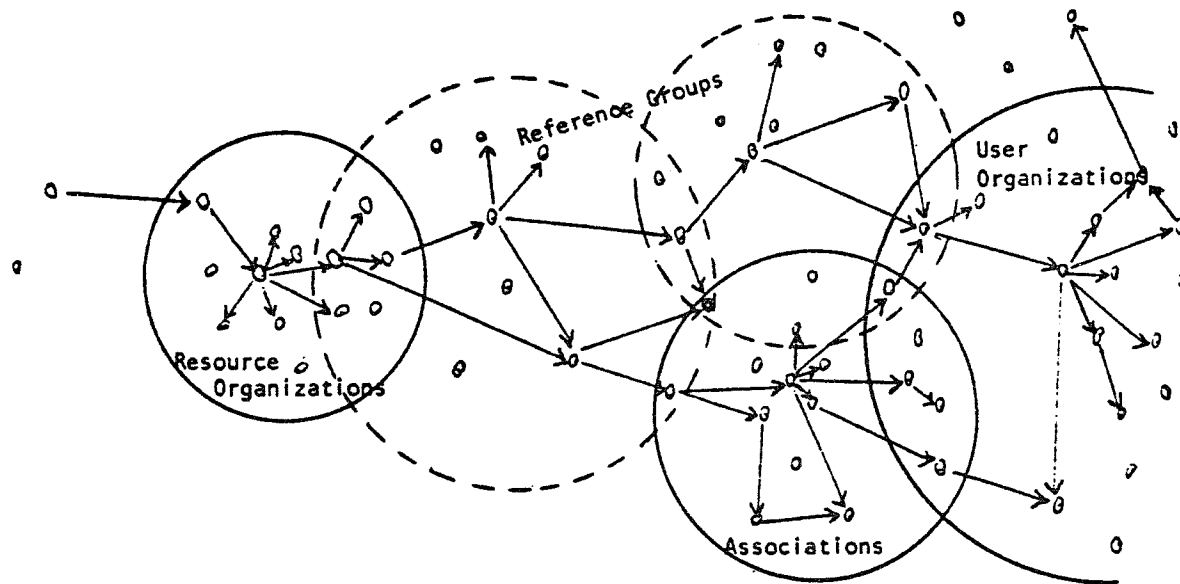 Reference Groups
User
Organizations
Resource
Organizations
Associations